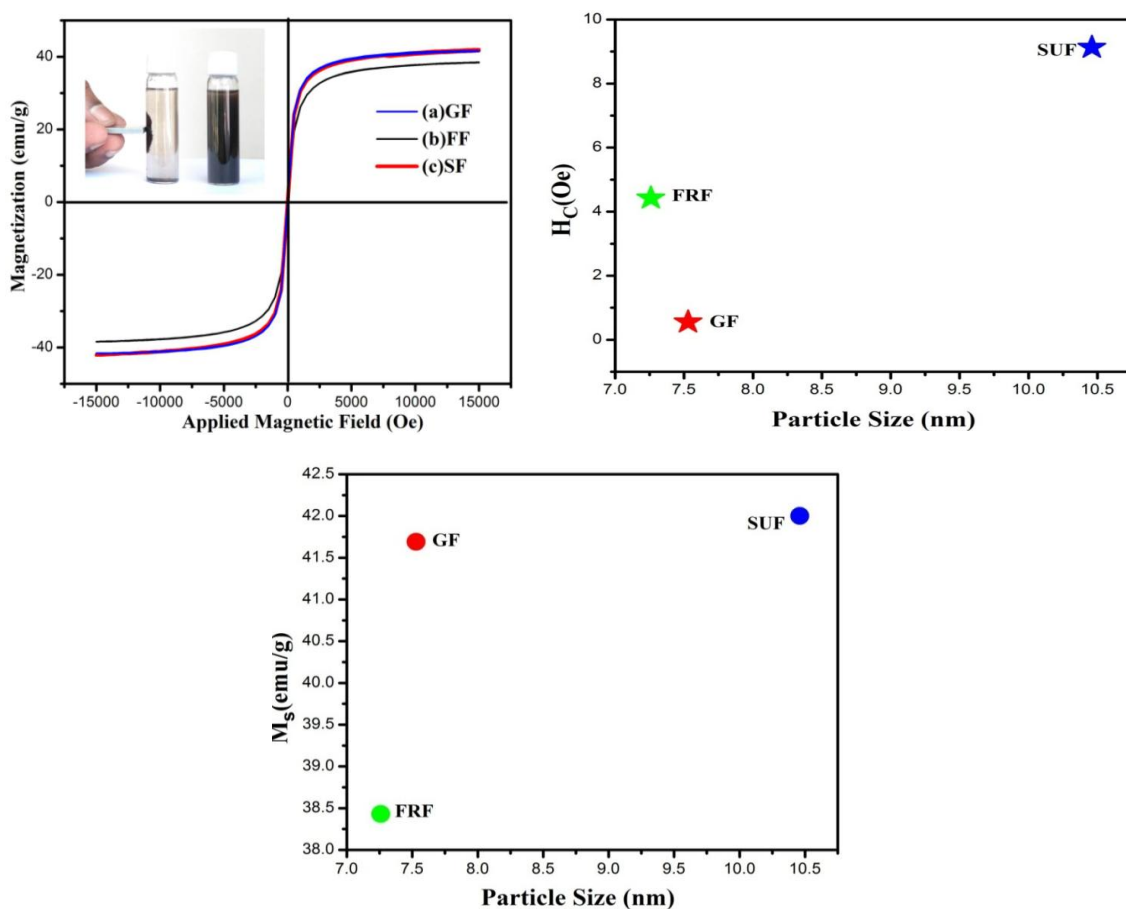 40
20
0
-20
-40
Magnetization (emu/g)
(a)GF
(b)FF
(c)SF
-15000 -10000 -5000 0 5000 10000 15000
Applied Magnetic Field (Oe)
10
8
6
4
2
0
H_C(Oe)
SUF
FRF
GF
7.0 7.5 8.0 8.5 9.0 9.5 10.0 10.5
Particle Size (nm)
42.5
42.0
41.5
41.0
40.5
40.0
39.5
39.0
38.5
38.0
M_s(emu/g)
GF
SUF
FRF
7.0 7.5 8.0 8.5 9.0 9.5 10.0 10.5
Particle Size (nm)